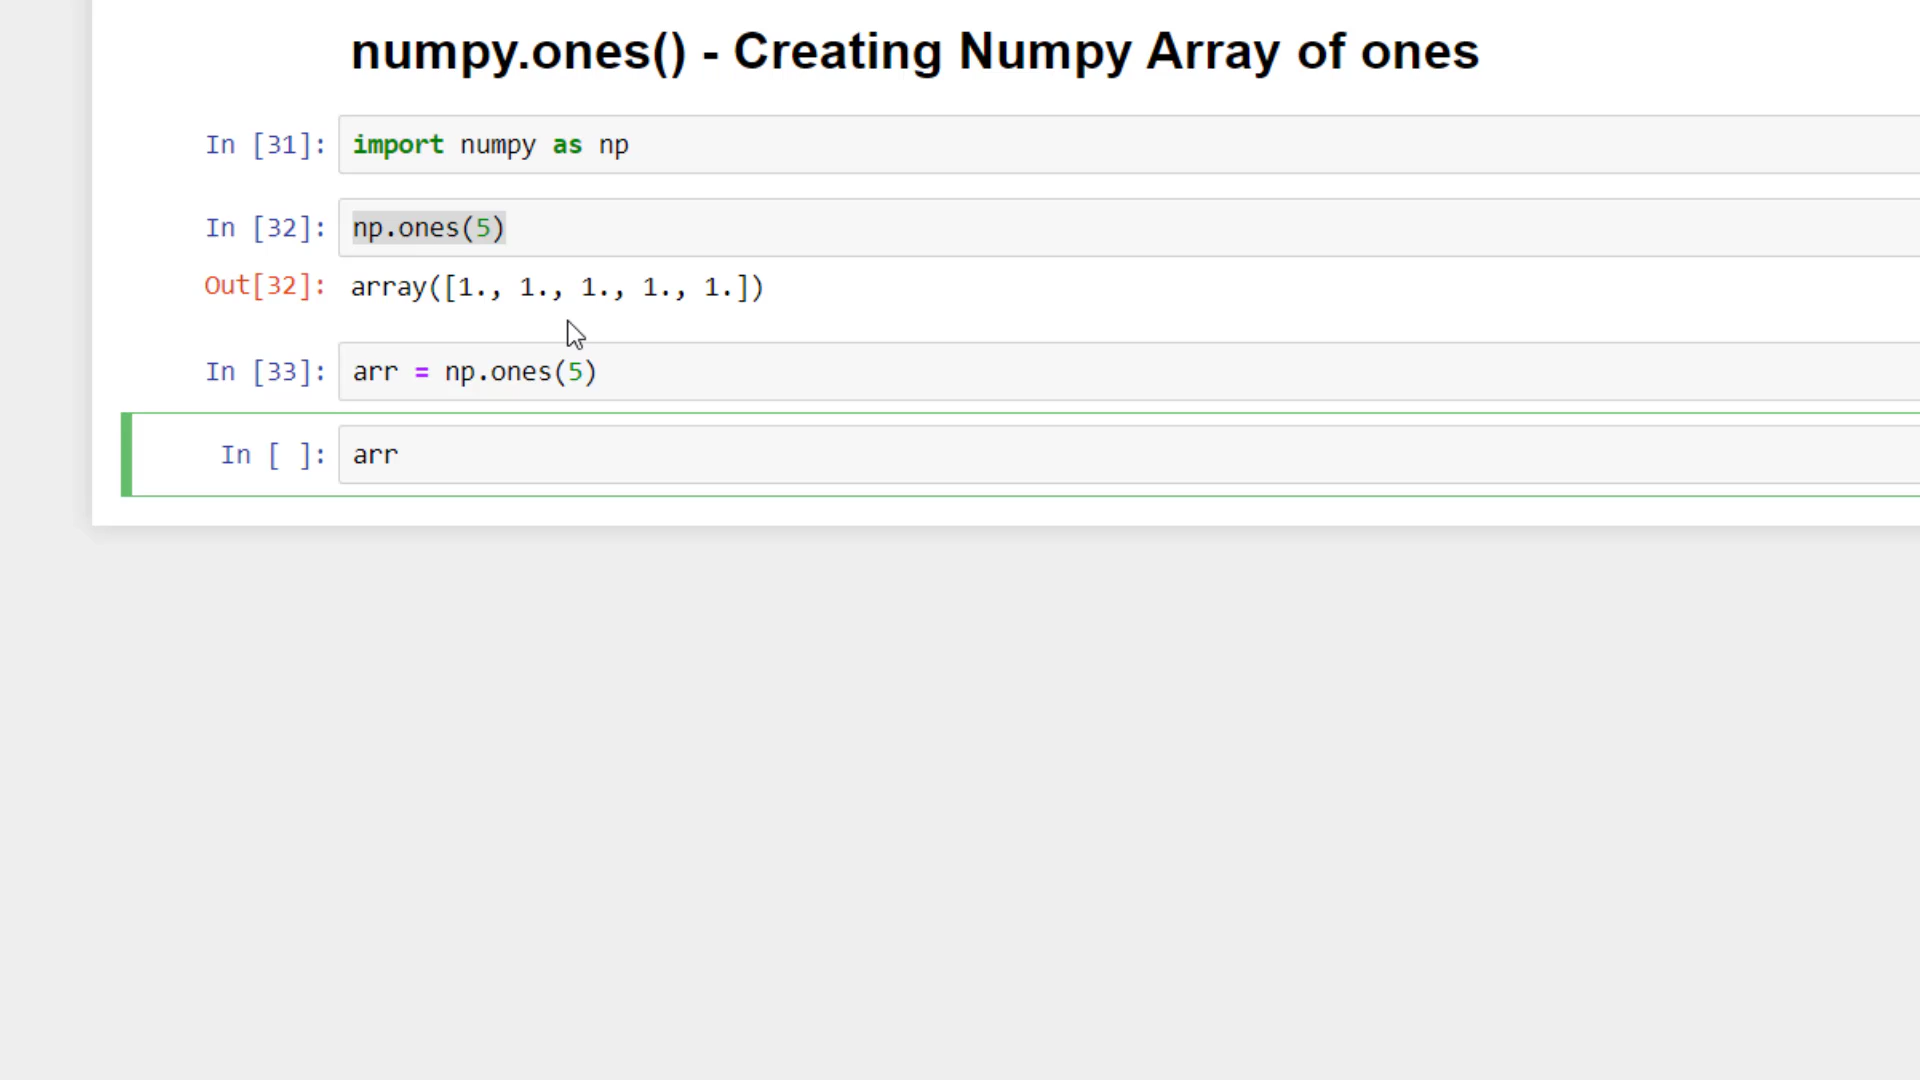 numpy.ones() - Creating Numpy Array of ones
In [31]: import numpy as np
In [32]: np.ones(5)
Out[32]: array([1., 1., 1., 1., 1.])
In [33]: arr = np.ones(5)
In [ ]: arr